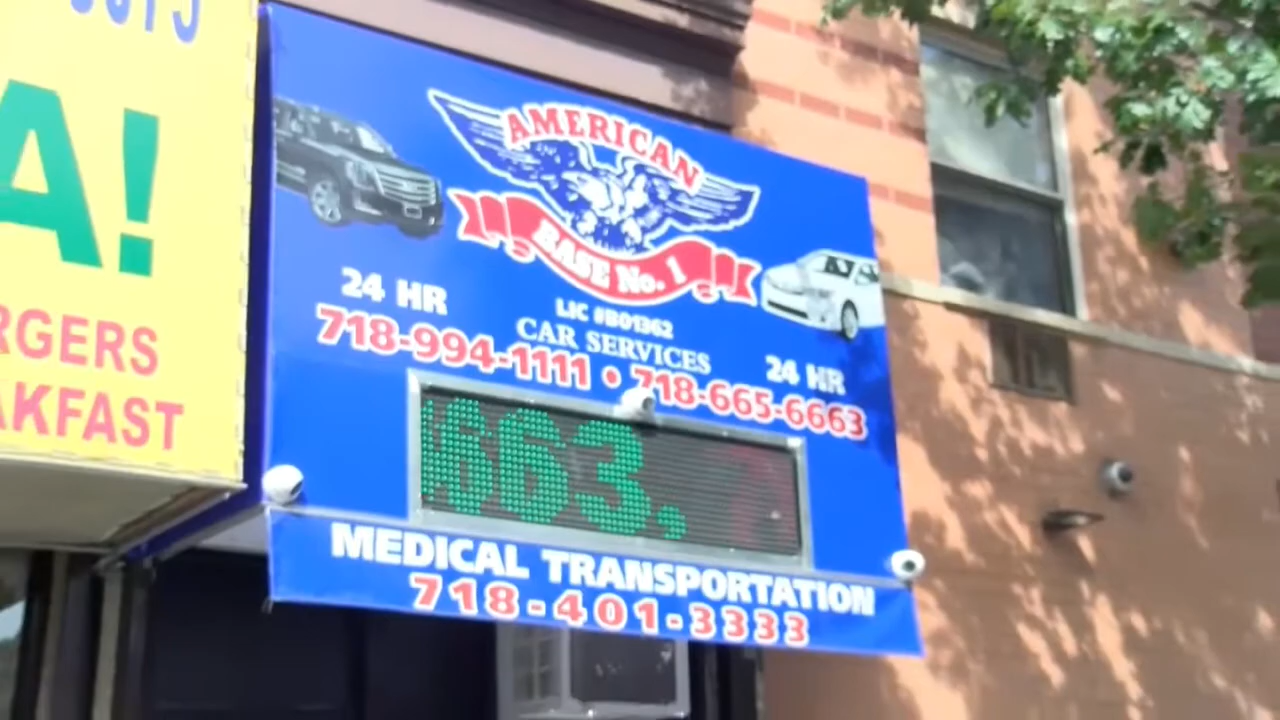 A!
RGERS
AKFAST
AMERICAN
BASE No. 1
24 HR
LIC #B01362
CAR SERVICES
24 HR
718-994-1111 • 718-665-6663
663.
MEDICAL TRANSPORTATION
718-401-3333